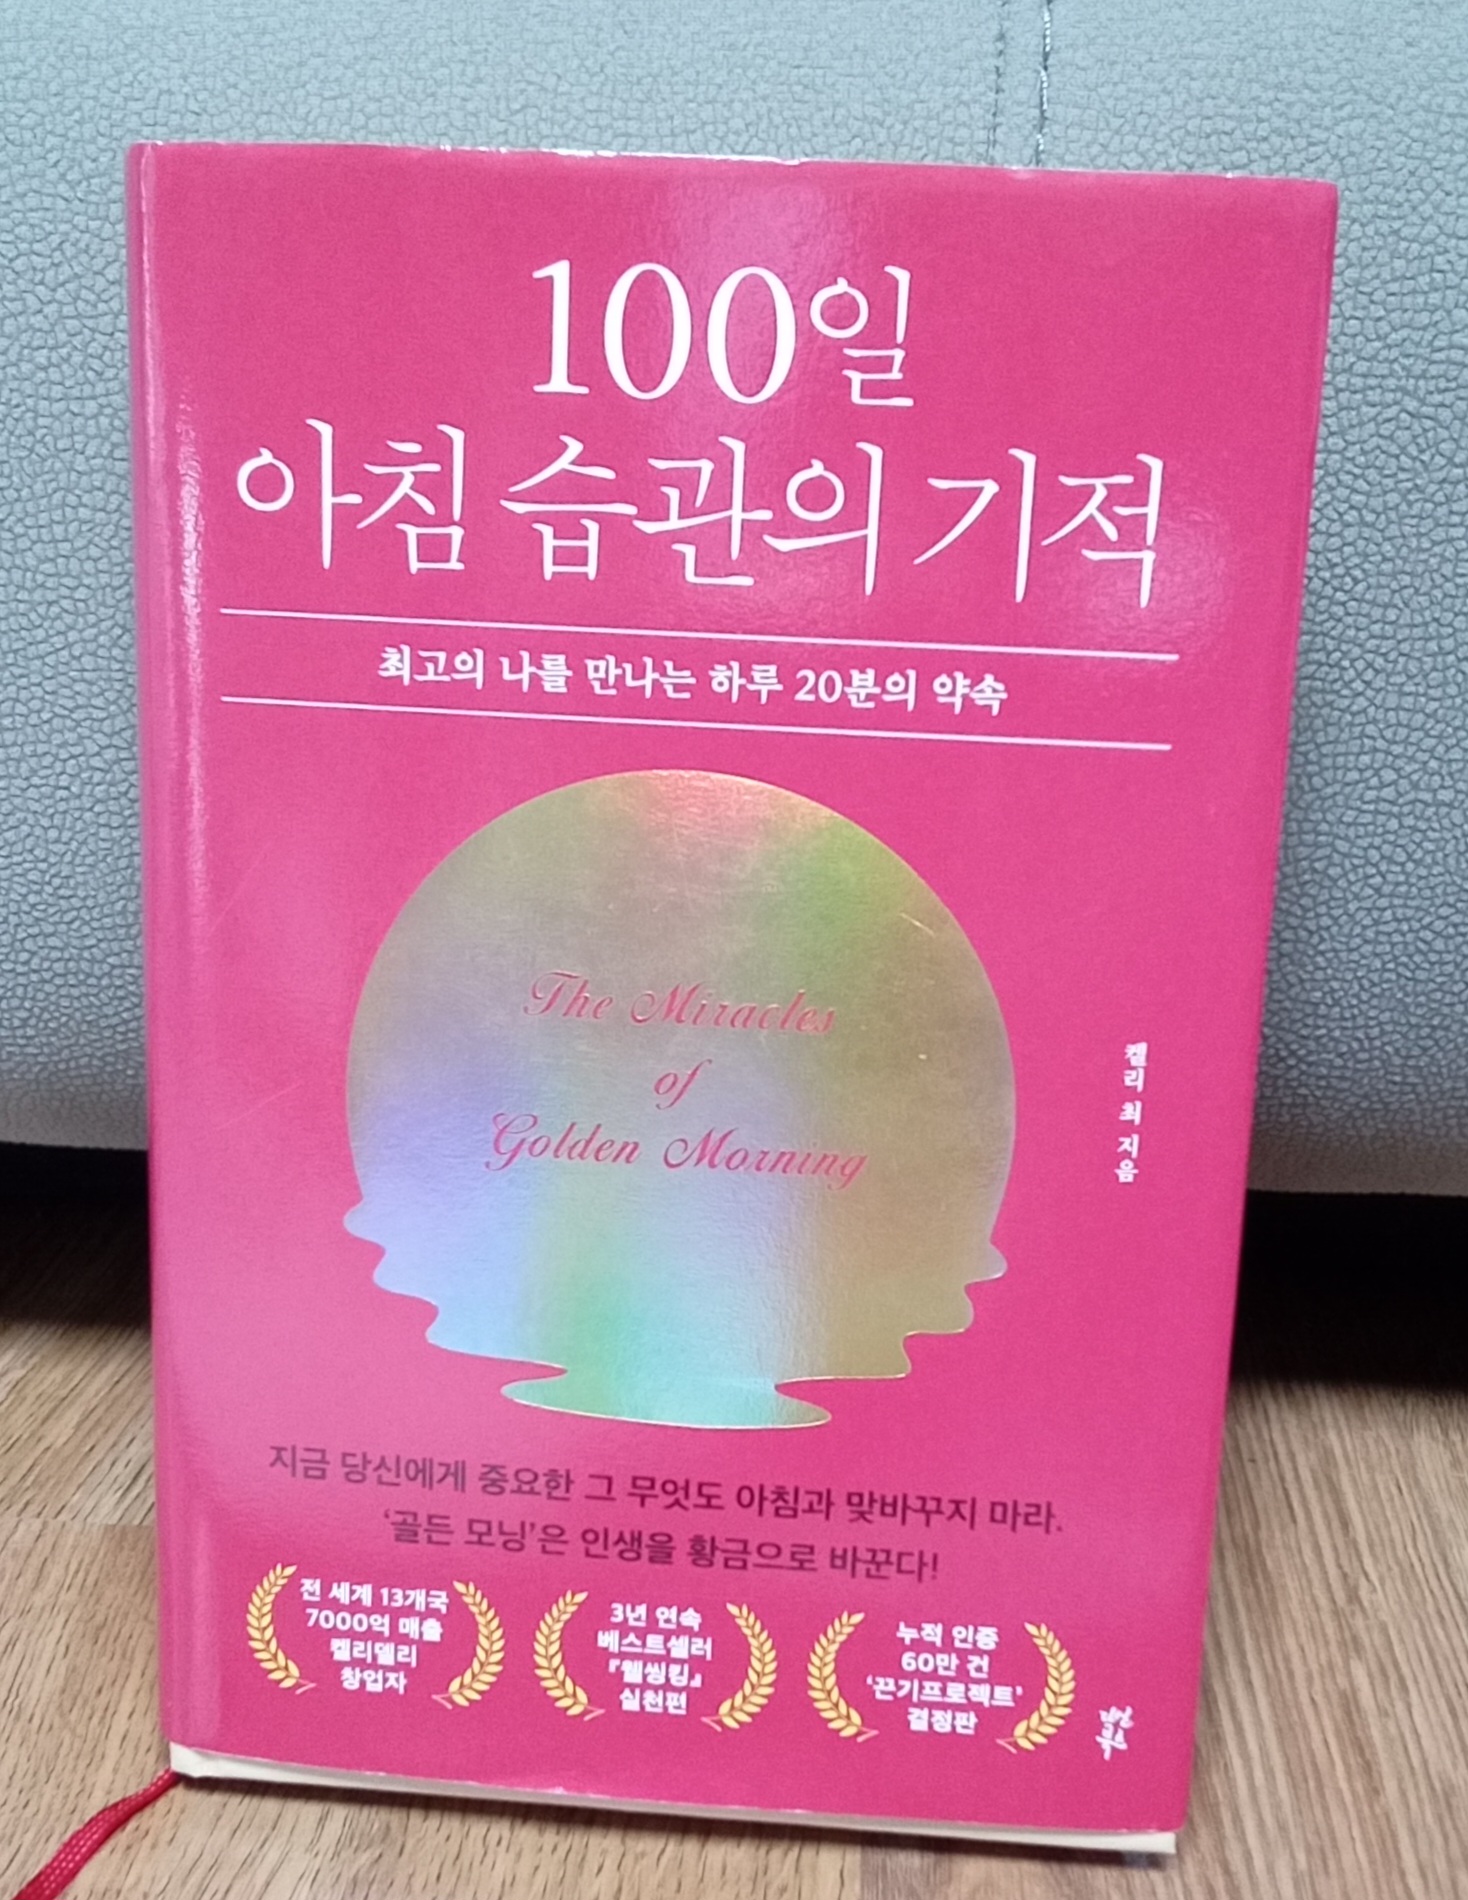 100일
아침 습관의 기적
최고의 나를 만나는 하루 20분의 약속
The Miracles
of
Golden Morning
켈리 최 지음
지금 당신에게 중요한 그 무엇도 아침과 맞바꾸지 마라.
‘골든 모닝’은 인생을 황금으로 바꾼다!
전 세계 13개국
7000억 매출
켈리델리
창업자
3년 연속
베스트셀러
『웰씽킹』
실천편
누적 인증
60만 건
‘끈기프로젝트’
결정판
다산
북스